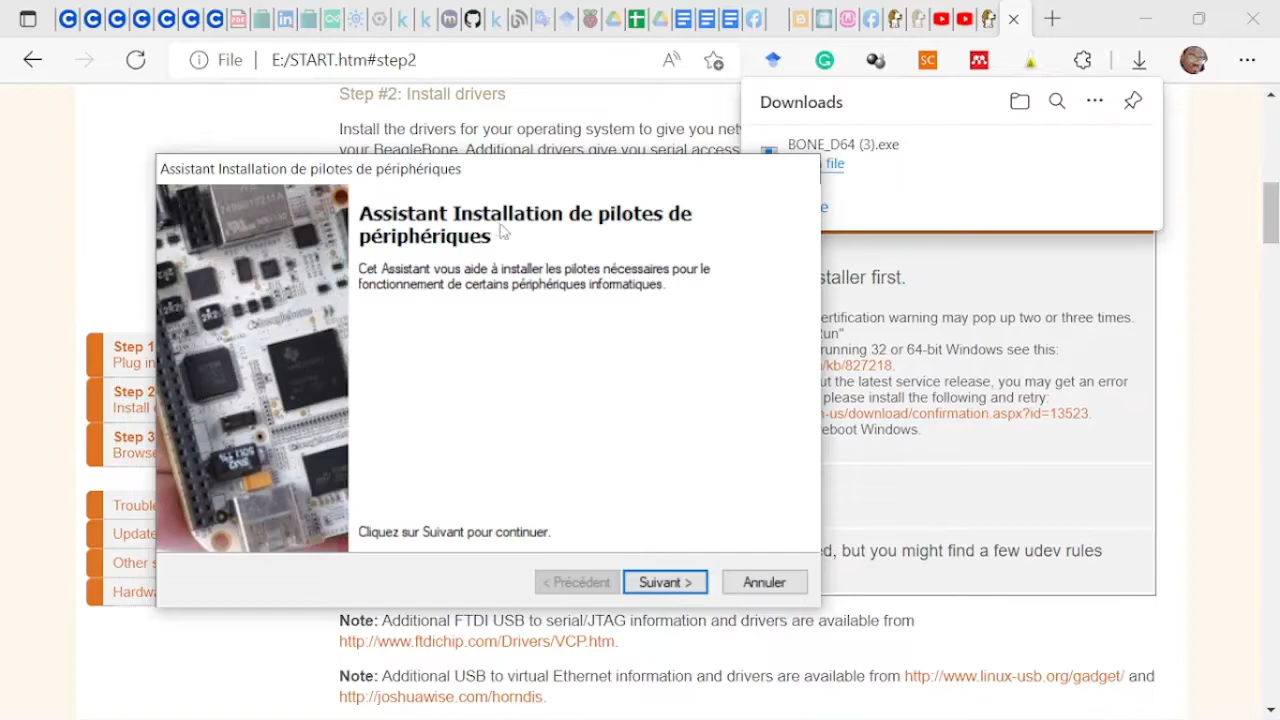 File
E:/START.htm#step2
Step #2: Install drivers
Downloads
Install the drivers for your operating system to give you
your BeagleBone. Additional drivers give you serial access
BONE_D64 (3).exe
file
Assistant Installation de pilotes de périphériques
Assistant Installation de pilotes de
périphériques
Cet Assistant vous aide à installer les pilotes nécessaires pour le
fonctionnement de certains périphériques informatiques.
staller first.
ertification warning may pop up two or three times.
run"
running 32 or 64-bit Windows see this:
/kb/827218.
ut the latest service release, you may get an error
please install the following and retry:
n-us/download/confirmation.aspx?id=13523.
reboot Windows.
Step 1
Plug in
Step 2
Install
Step 3
Browse
Trouble
Update
Other s
Hardwa
ed, but you might find a few udev rules
Cliquez sur Suivant pour continuer.
< Précédent
Suivant >
Annuler
Note: Additional FTDI USB to serial/JTAG information and drivers are available from
http://www.ftdichip.com/Drivers/VCP.htm.
Note: Additional USB to virtual Ethernet information and drivers are available from http://www.linux-usb.org/gadget/ and
http://joshuawise.com/horndis.